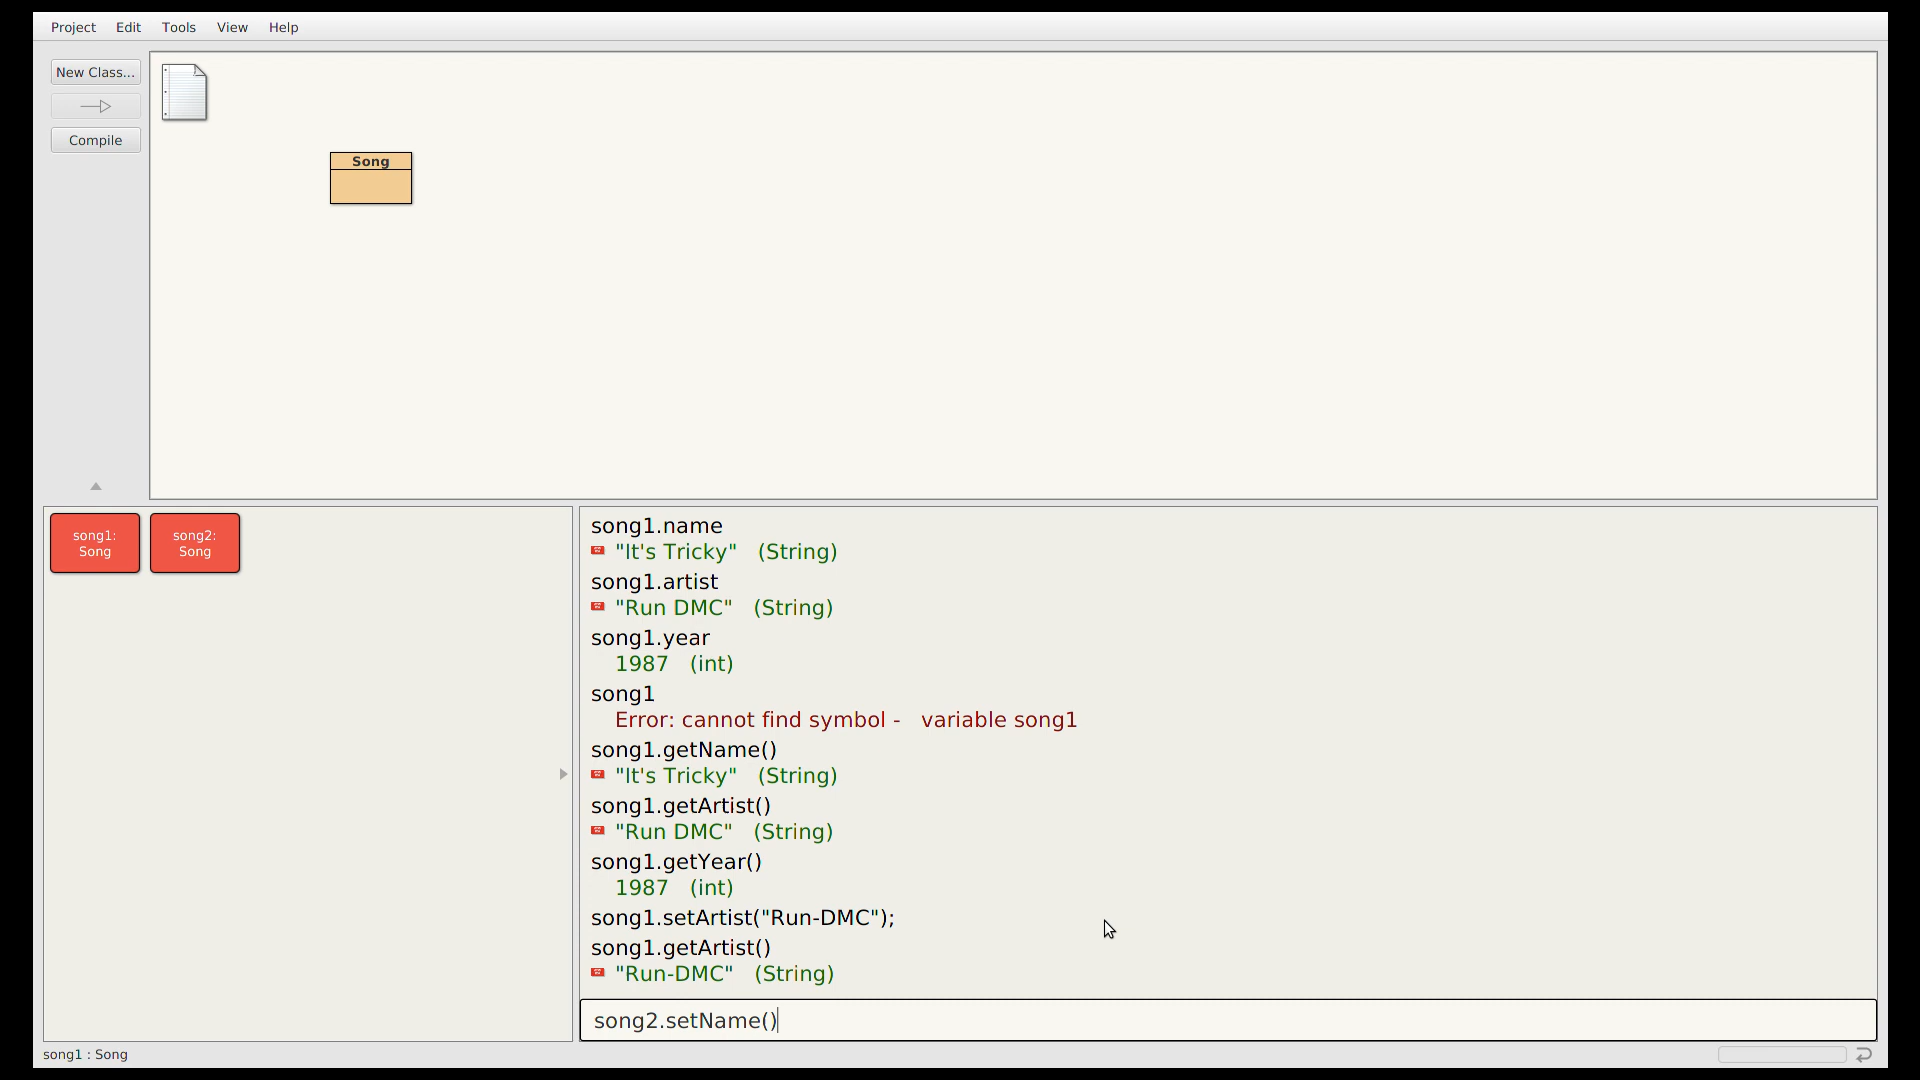 Project Edit Tools View Help
New Class...
Compile
Song
song1:
Song
song2:
Song
song1.name
"It's Tricky" (String)
song1.artist
"Run DMC" (String)
song1.year
1987 (int)
song1
Error: cannot find symbol - variable song1
song1.getName()
"It's Tricky" (String)
song1.getArtist()
"Run DMC" (String)
song1.getYear()
1987 (int)
song1.setArtist("Run-DMC");
song1.getArtist()
"Run-DMC" (String)
song2.setName()
song1 : Song